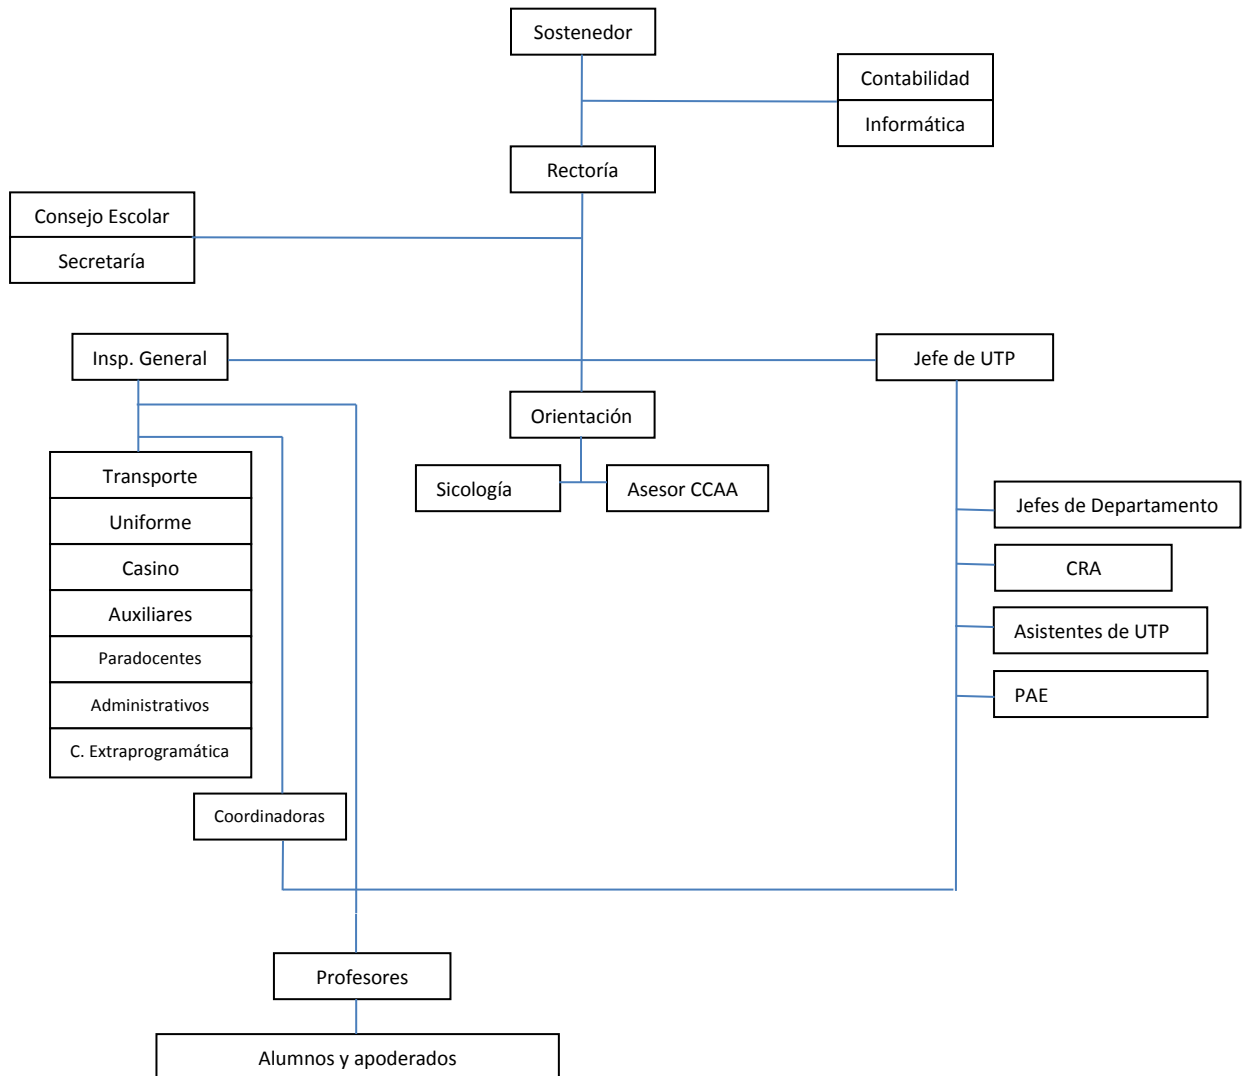 Sostenedor
Contabilidad
Informática
Rectoría
Consejo Escolar
Secretaría
Insp. General
Jefe de UTP
Orientación
Sicología
Asesor CCAA
Transporte
Uniforme
Casino
Auxiliares
Paradocentes
Administrativos
C. Extraprogramática
Jefes de Departamento
CRA
Asistentes de UTP
PAE
Coordinadoras
Profesores
Alumnos y apoderados